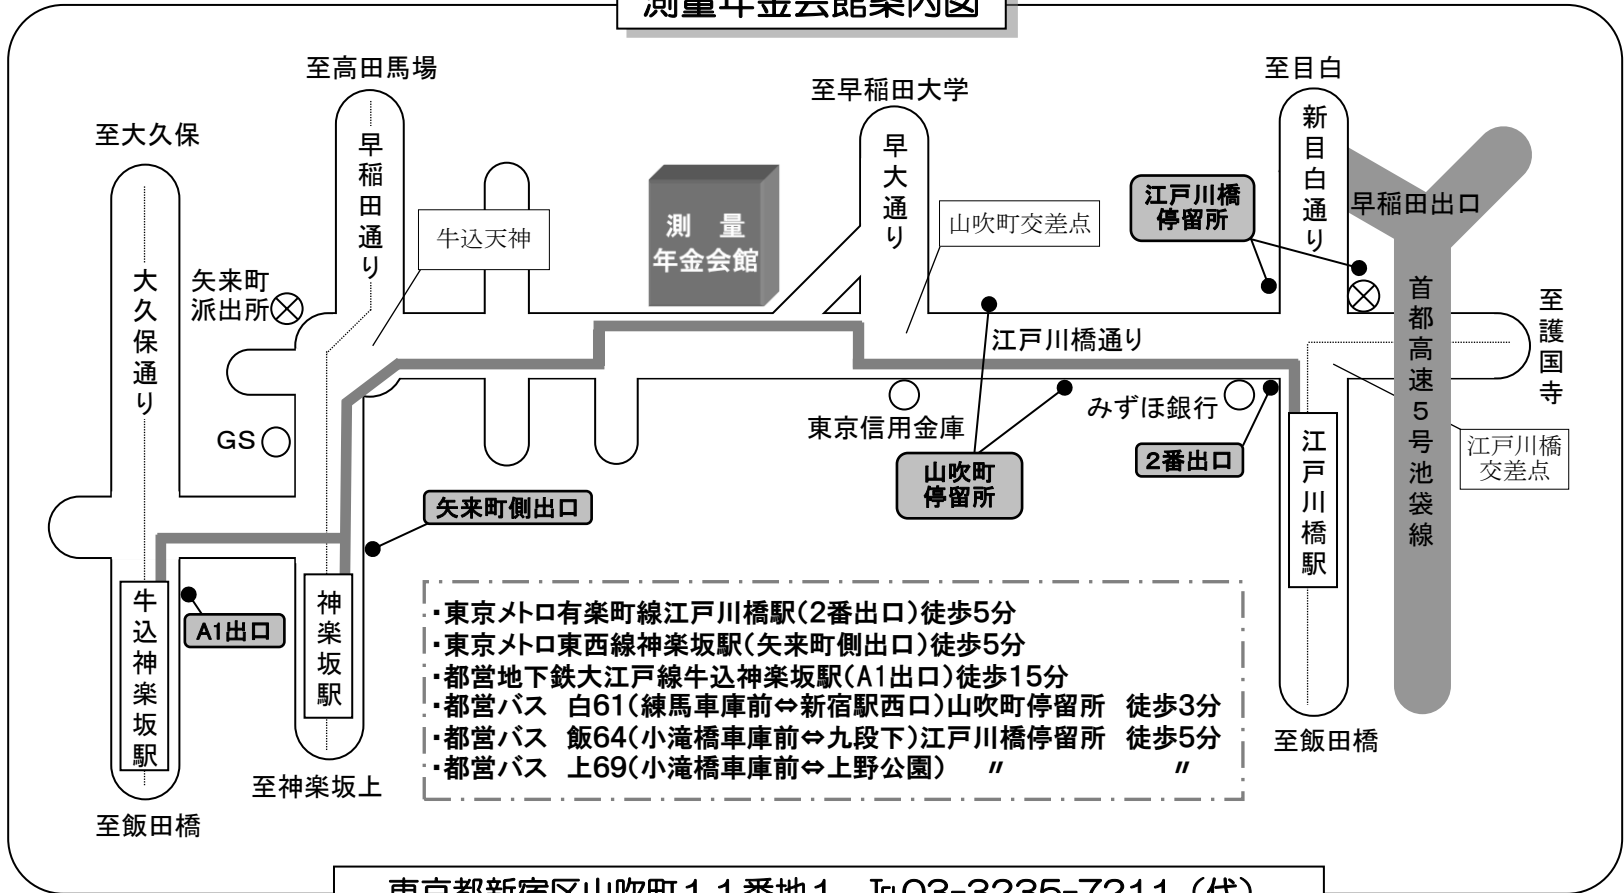 測量年金会館案内図
至高田馬場
至大久保
至早稲田大学
至目白
早稲田通り
早大通り
新目白通り
大久保通り
牛込天神
測 量
年金会館
山吹町交差点
江戸川橋
停留所
早稲田出口
矢来町
派出所
首都高速5号池袋線
至護国寺
江戸川橋通り
GS
東京信用金庫
みずほ銀行
山吹町
停留所
2番出口
江戸川橋
交差点
江戸川橋駅
矢来町側出口
牛込神楽坂駅
A1出口
神楽坂駅
・東京メトロ有楽町線江戸川橋駅(2番出口)徒歩5分
・東京メトロ東西線神楽坂駅(矢来町側出口)徒歩5分
・都営地下鉄大江戸線牛込神楽坂駅(A1出口)徒歩15分
・都営バス 白61(練馬車庫前⇔新宿駅西口)山吹町停留所 徒歩3分
・都営バス 飯64(小滝橋車庫前⇔九段下)江戸川橋停留所 徒歩5分
・都営バス 上69(小滝橋車庫前⇔上野公園) 〃 〃
至飯田橋
至神楽坂上
至飯田橋
東京都新宿区山吹町11番地1 ℡03-3235-7211(代)